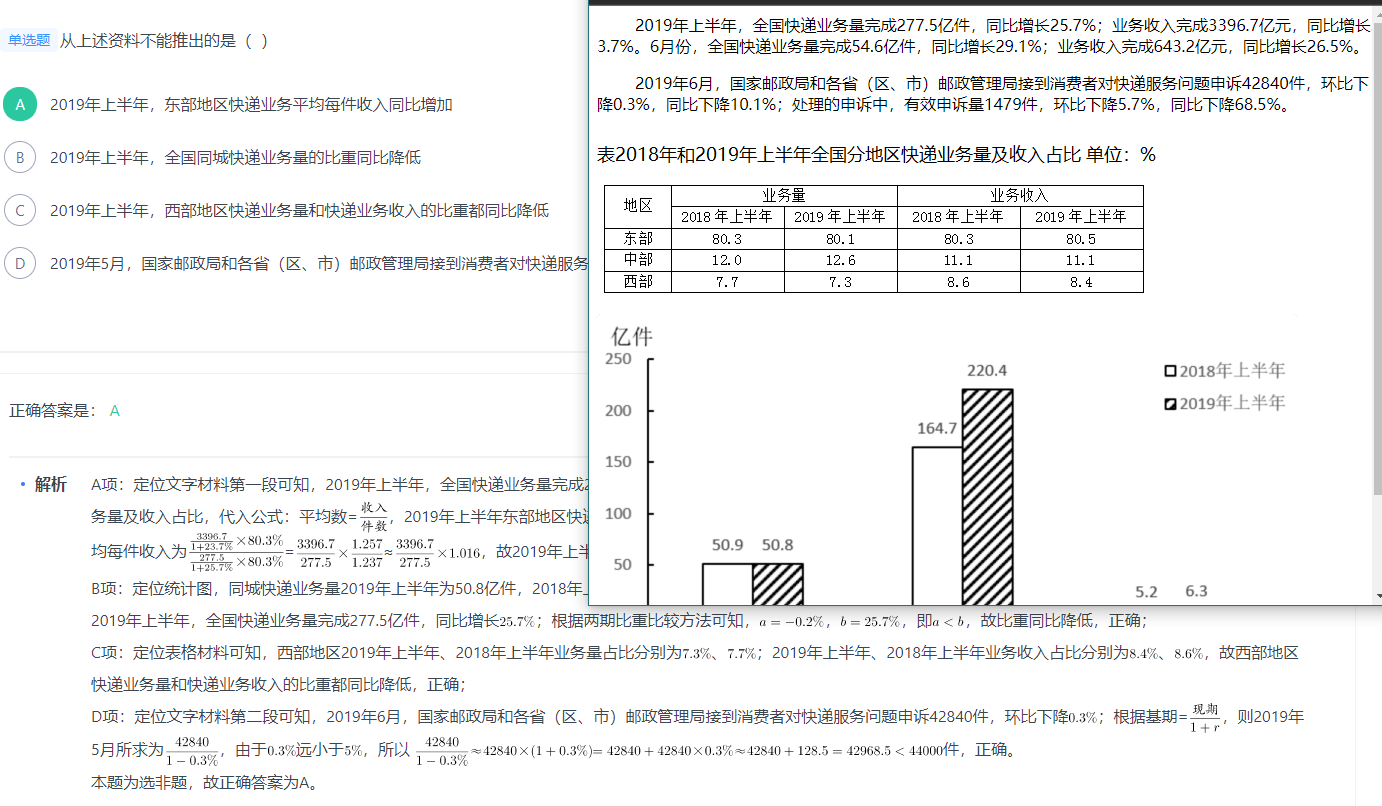 单选题 从上述资料不能推出的是（ ）
A 2019年上半年，东部地区快递业务平均每件收入同比增加
B 2019年上半年，全国同城快递业务量的比重同比降低
C 2019年上半年，西部地区快递业务量和快递业务收入的比重都同比降低
D 2019年5月，国家邮政局和各省（区、市）邮政管理局接到消费者对快递服务
正确答案是： A
• 解析 A项：定位文字材料第一段可知，2019年上半年，全国快递业务量完成2
务量及收入占比，代入公式：平均数=收入/件数，2019年上半年东部地区快
均每件收入为 (3396.7/(1+23.7%)×80.3%)/(277.5/(1+25.7%)×80.3%)=3396.7/277.5×1.257/1.237≈3396.7/277.5×1.016，故2019年上半
B项：定位统计图，同城快递业务量2019年上半年为50.8亿件，2018年上
2019年上半年，全国快递业务量完成277.5亿件，同比增长25.7%；根据两期比重比较方法可知，a=-0.2%，b=25.7%，即a<b，故比重同比降低，正确；
C项：定位表格材料可知，西部地区2019年上半年、2018年上半年业务量占比分别为7.3%、7.7%；2019年上半年、2018年上半年业务收入占比分别为8.4%、8.6%，故西部地区
快递业务量和快递业务收入的比重都同比降低，正确；
D项：定位文字材料第二段可知，2019年6月，国家邮政局和各省（区、市）邮政管理局接到消费者对快递服务问题申诉42840件，环比下降0.3%；根据基期=现期/(1+r)，则2019年
5月所求为42840/(1-0.3%)，由于0.3%远小于5%，所以 42840/(1-0.3%)≈42840×(1+0.3%)=42840+42840×0.3%≈42840+128.5=42968.5<44000件，正确。
本题为选非题，故正确答案为A。
2019年上半年，全国快递业务量完成277.5亿件，同比增长25.7%；业务收入完成3396.7亿元，同比增长
3.7%。6月份，全国快递业务量完成54.6亿件，同比增长29.1%；业务收入完成643.2亿元，同比增长26.5%。
2019年6月，国家邮政局和各省（区、市）邮政管理局接到消费者对快递服务问题申诉42840件，环比下
降0.3%，同比下降10.1%；处理的申诉中，有效申诉量1479件，环比下降5.7%，同比下降68.5%。
表2018年和2019年上半年全国分地区快递业务量及收入占比 单位：%
地区 业务量 业务收入
2018年上半年 2019年上半年 2018年上半年 2019年上半年
东部 80.3 80.1 80.3 80.5
中部 12.0 12.6 11.1 11.1
西部 7.7 7.3 8.6 8.4
亿件
250
200
150
100
50
50.9 50.8
164.7 220.4
5.2 6.3
2018年上半年
2019年上半年